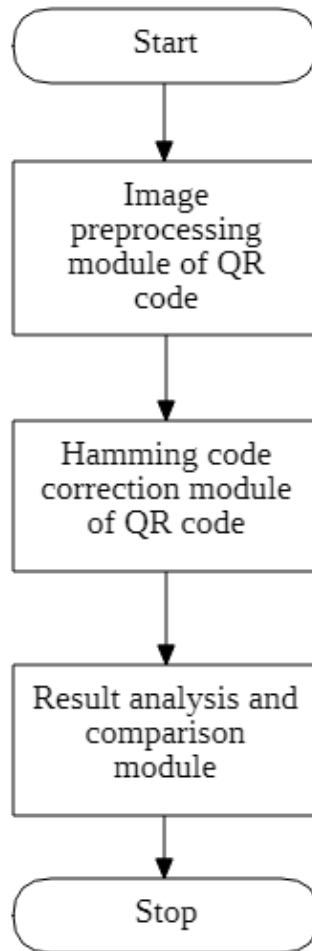 Start
Image
preprocessing
module of QR
code
Hamming code
correction module
of QR code
Result analysis and
comparison
module
Stop